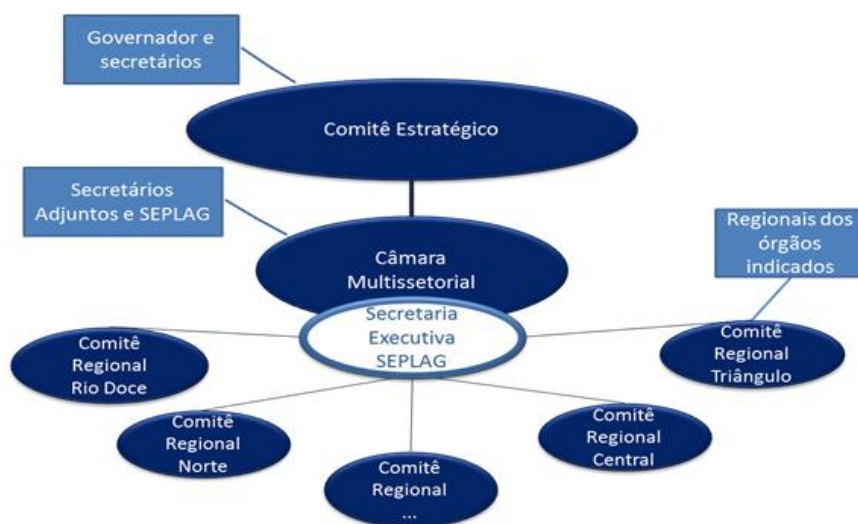 Governador e
secretários
Comitê Estratégico
Secretários
Adjuntos e SEPLAG
Câmara
Multissetorial
Regionais dos
órgãos
indicados
Secretaria
Executiva
SEPLAG
Comitê
Regional
Rio Doce
Comitê
Regional
Triângulo
Comitê
Regional
Norte
Comitê
Regional
Central
Comitê
Regional
...